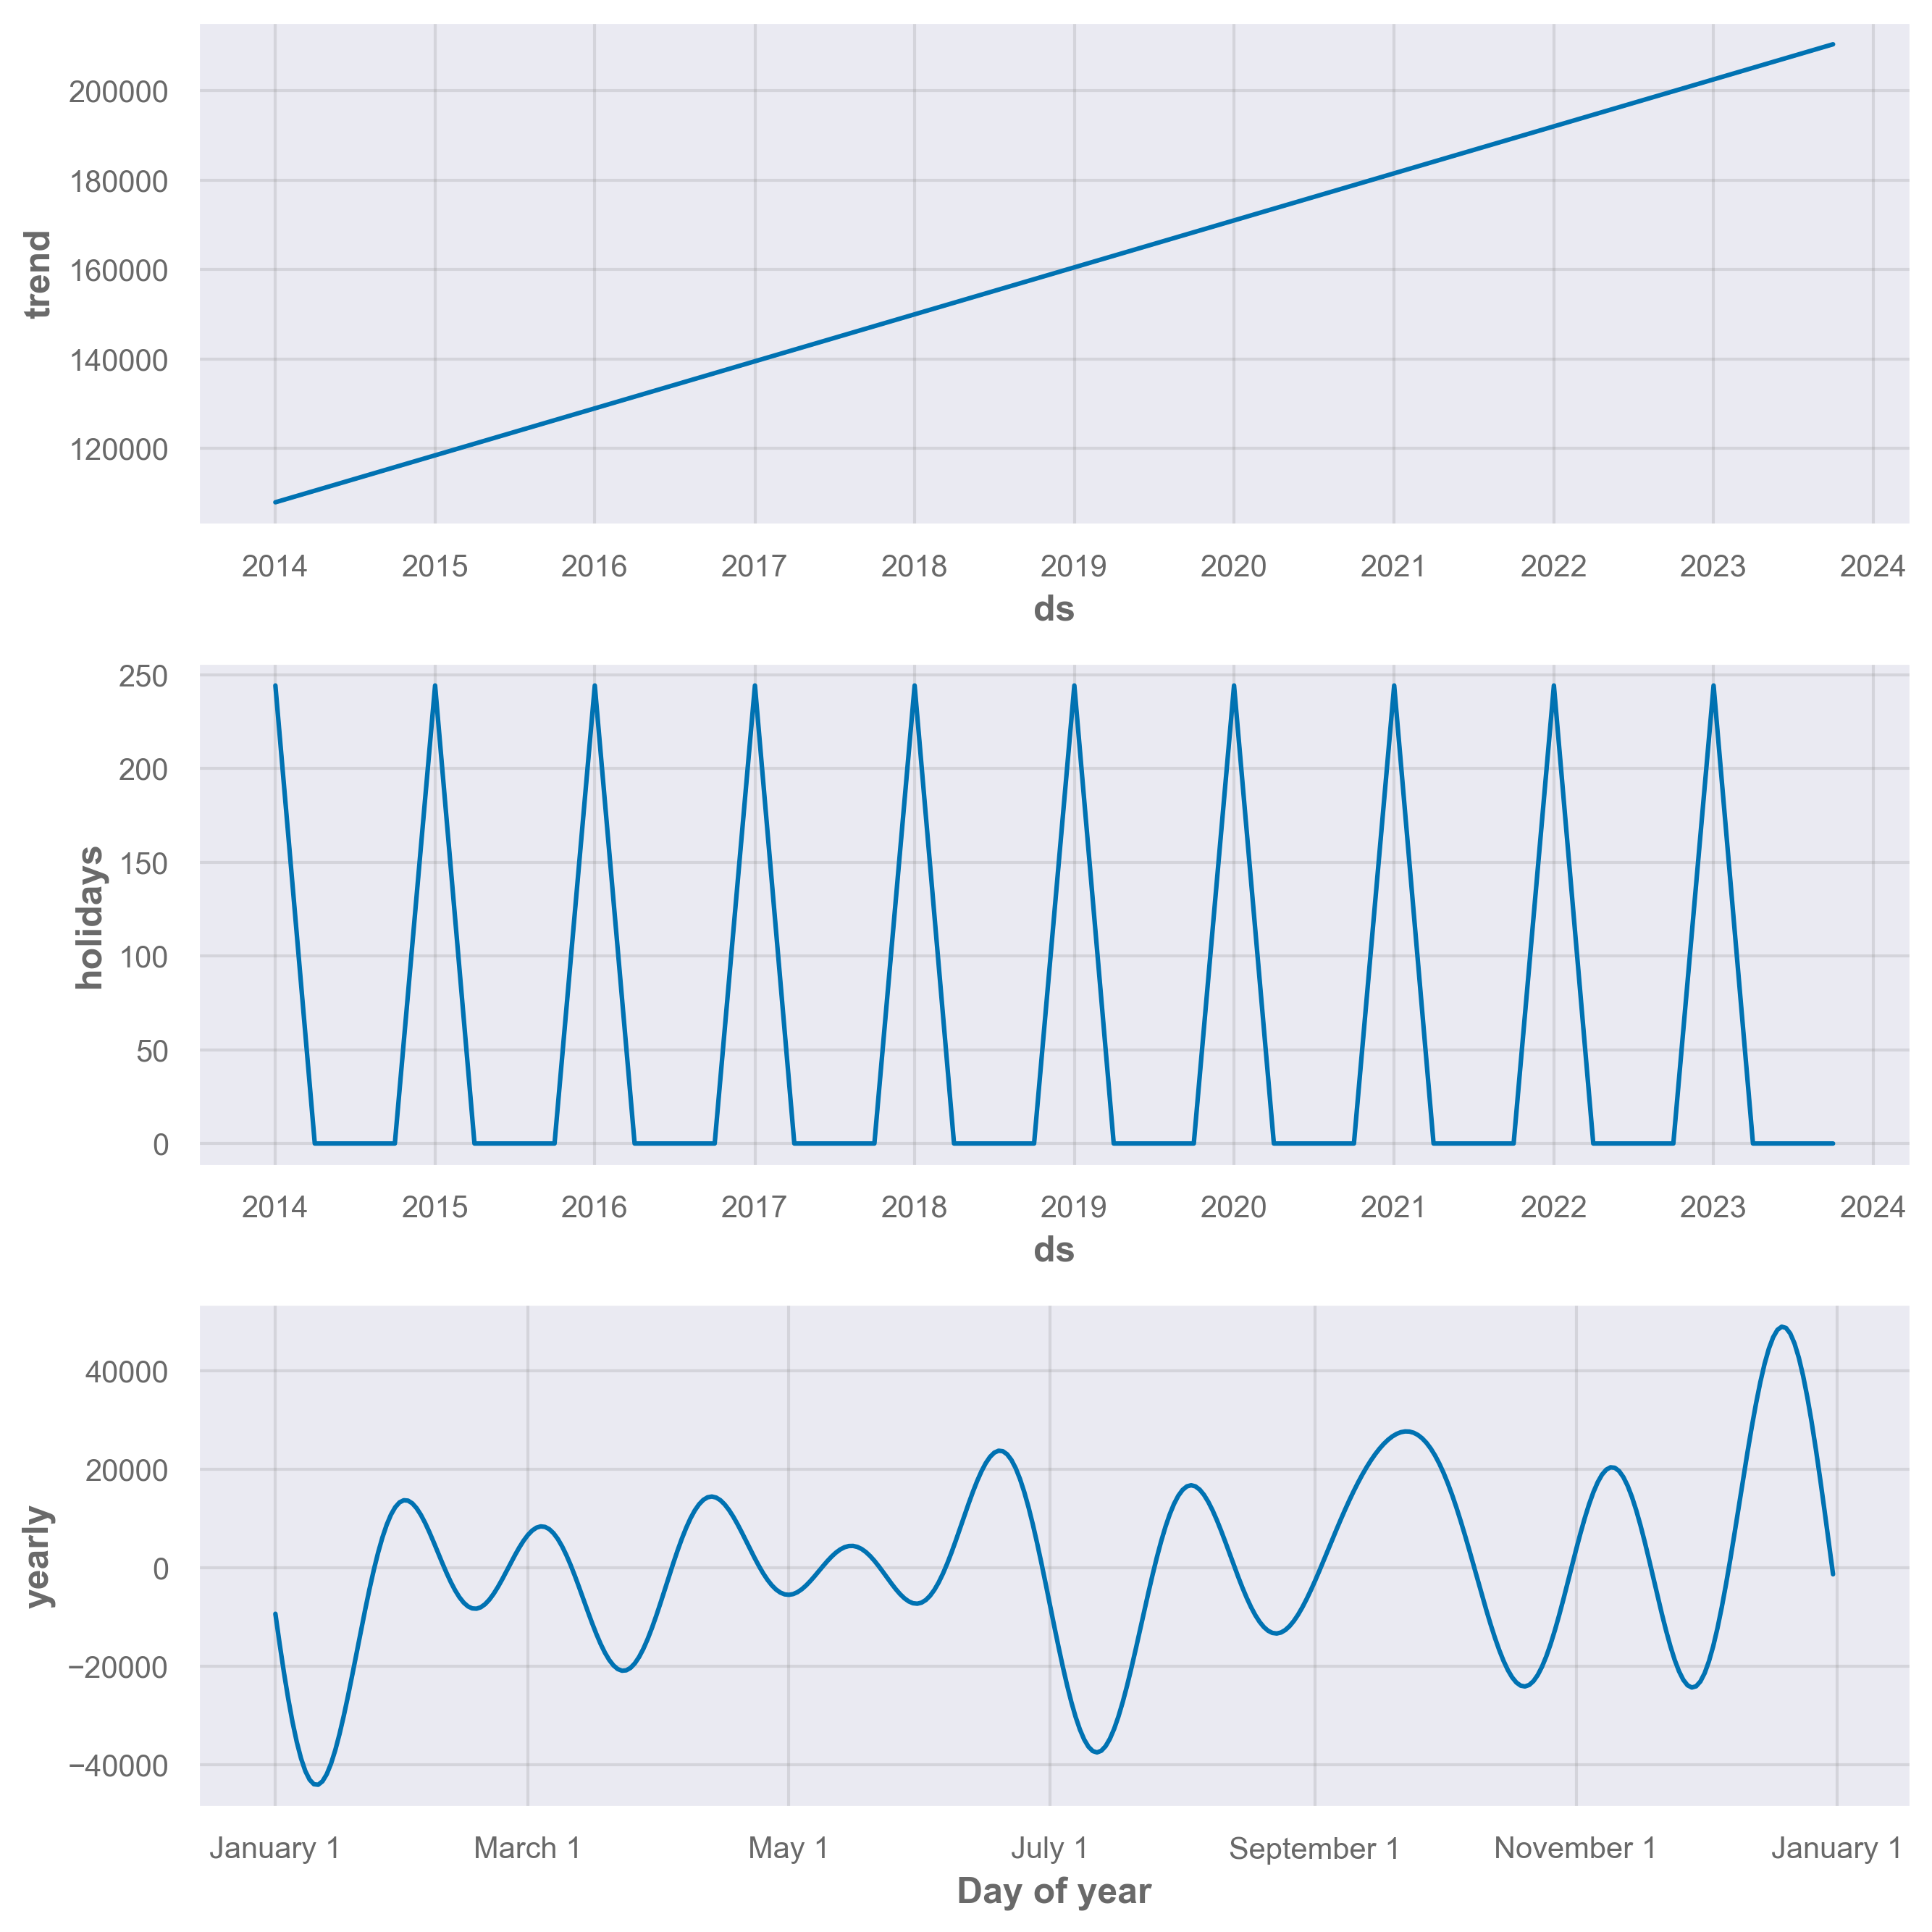 trend
200000
180000
160000
140000
120000
2014 2015 2016 2017 2018 2019 2020 2021 2022 2023 2024
ds
holidays
250
200
150
100
50
0
2014 2015 2016 2017 2018 2019 2020 2021 2022 2023 2024
ds
yearly
40000
20000
0
−20000
−40000
January 1 March 1 May 1 July 1 September 1 November 1 January 1
Day of year